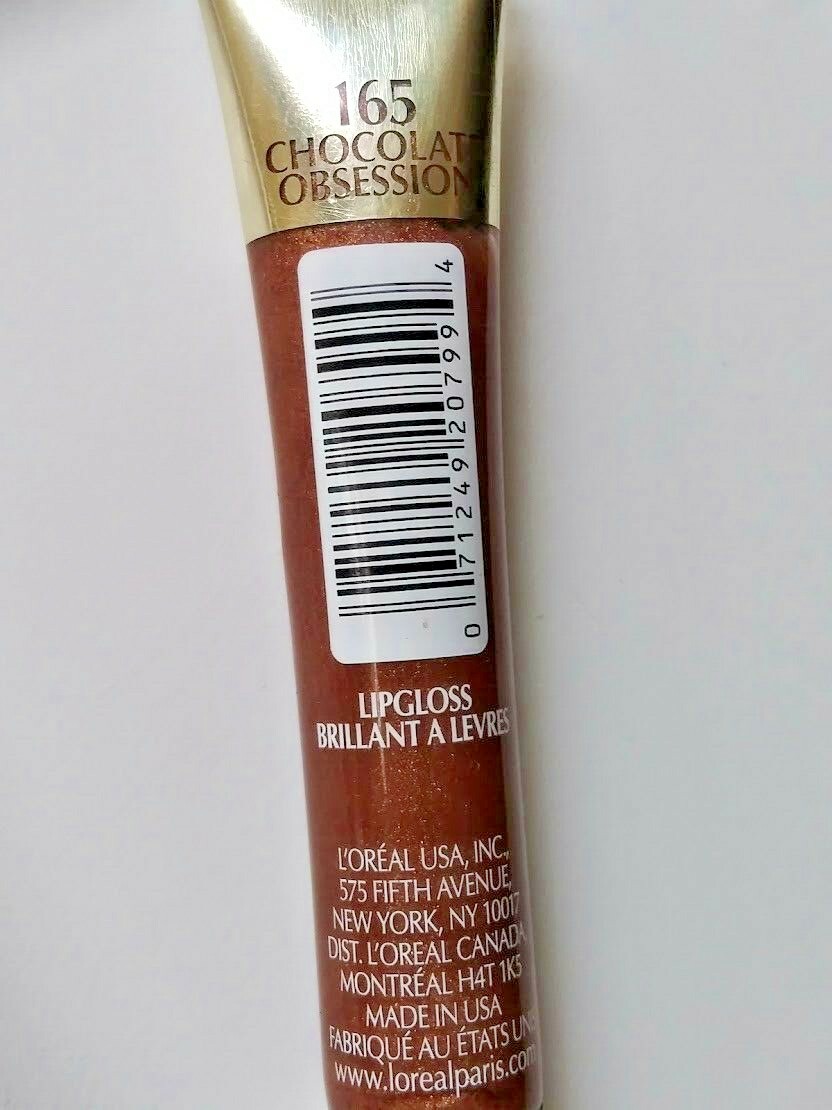 165
CHOCOLAT
OBSESSION
0 71249 20799 4
LIPGLOSS
BRILLANT A LEVRES
L'ORÉAL USA, INC.,
575 FIFTH AVENUE,
NEW YORK, NY 10017
DIST. L'OREAL CANADA
MONTRÉAL H4T 1K5
MADE IN USA
FABRIQUÉ AU ÉTATS UNIS
www.lorealparis.com